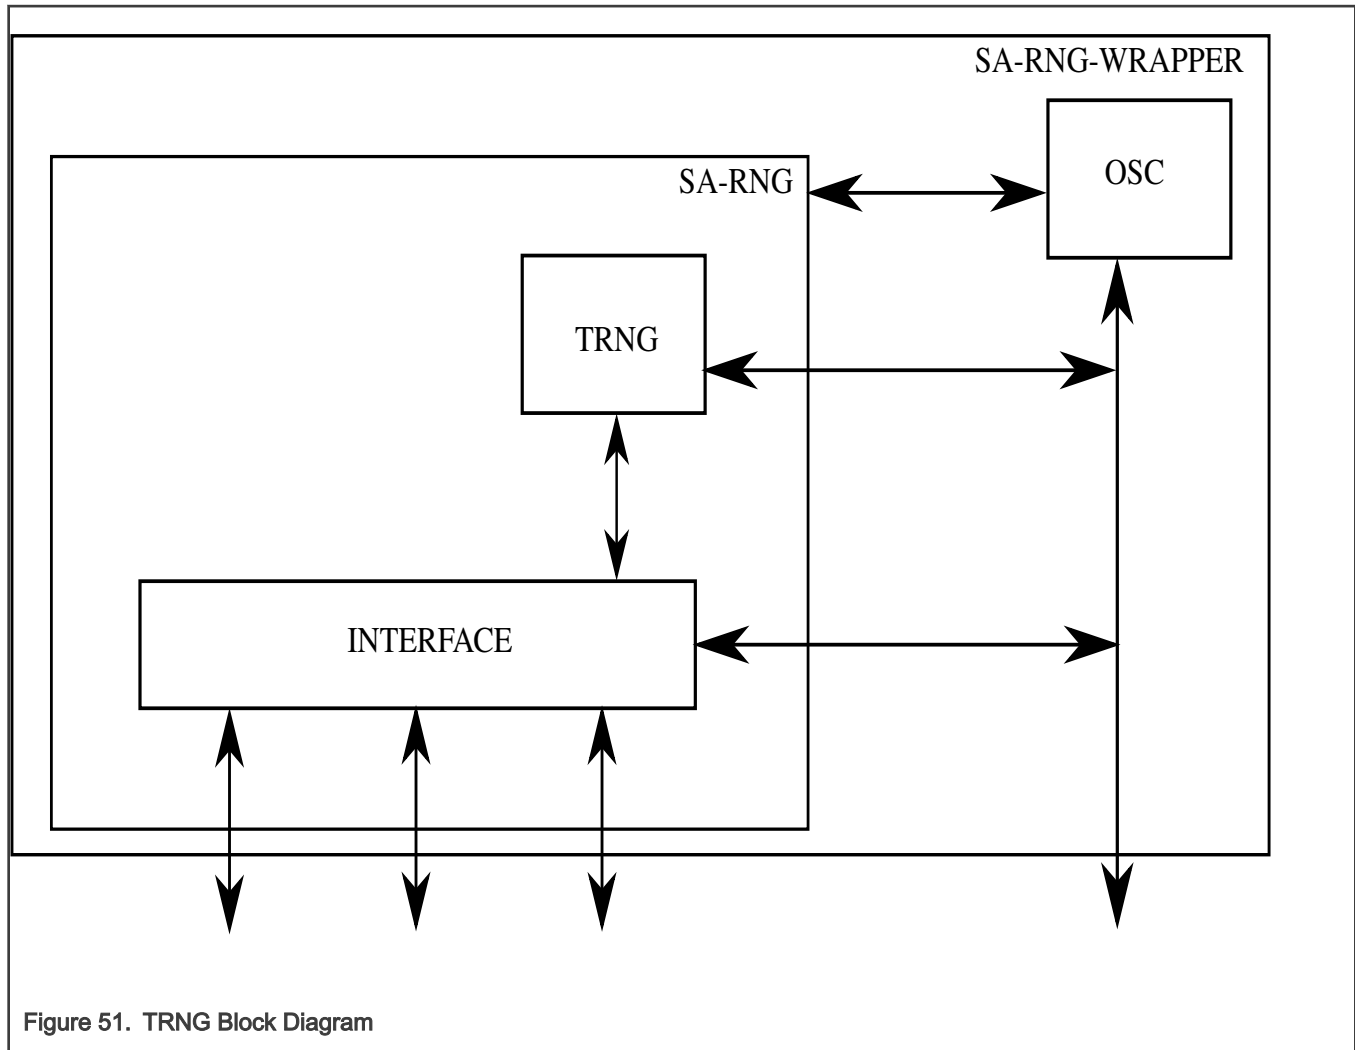 SA-RNG-WRAPPER
OSC
SA-RNG
TRNG
INTERFACE
Figure 51. TRNG Block Diagram